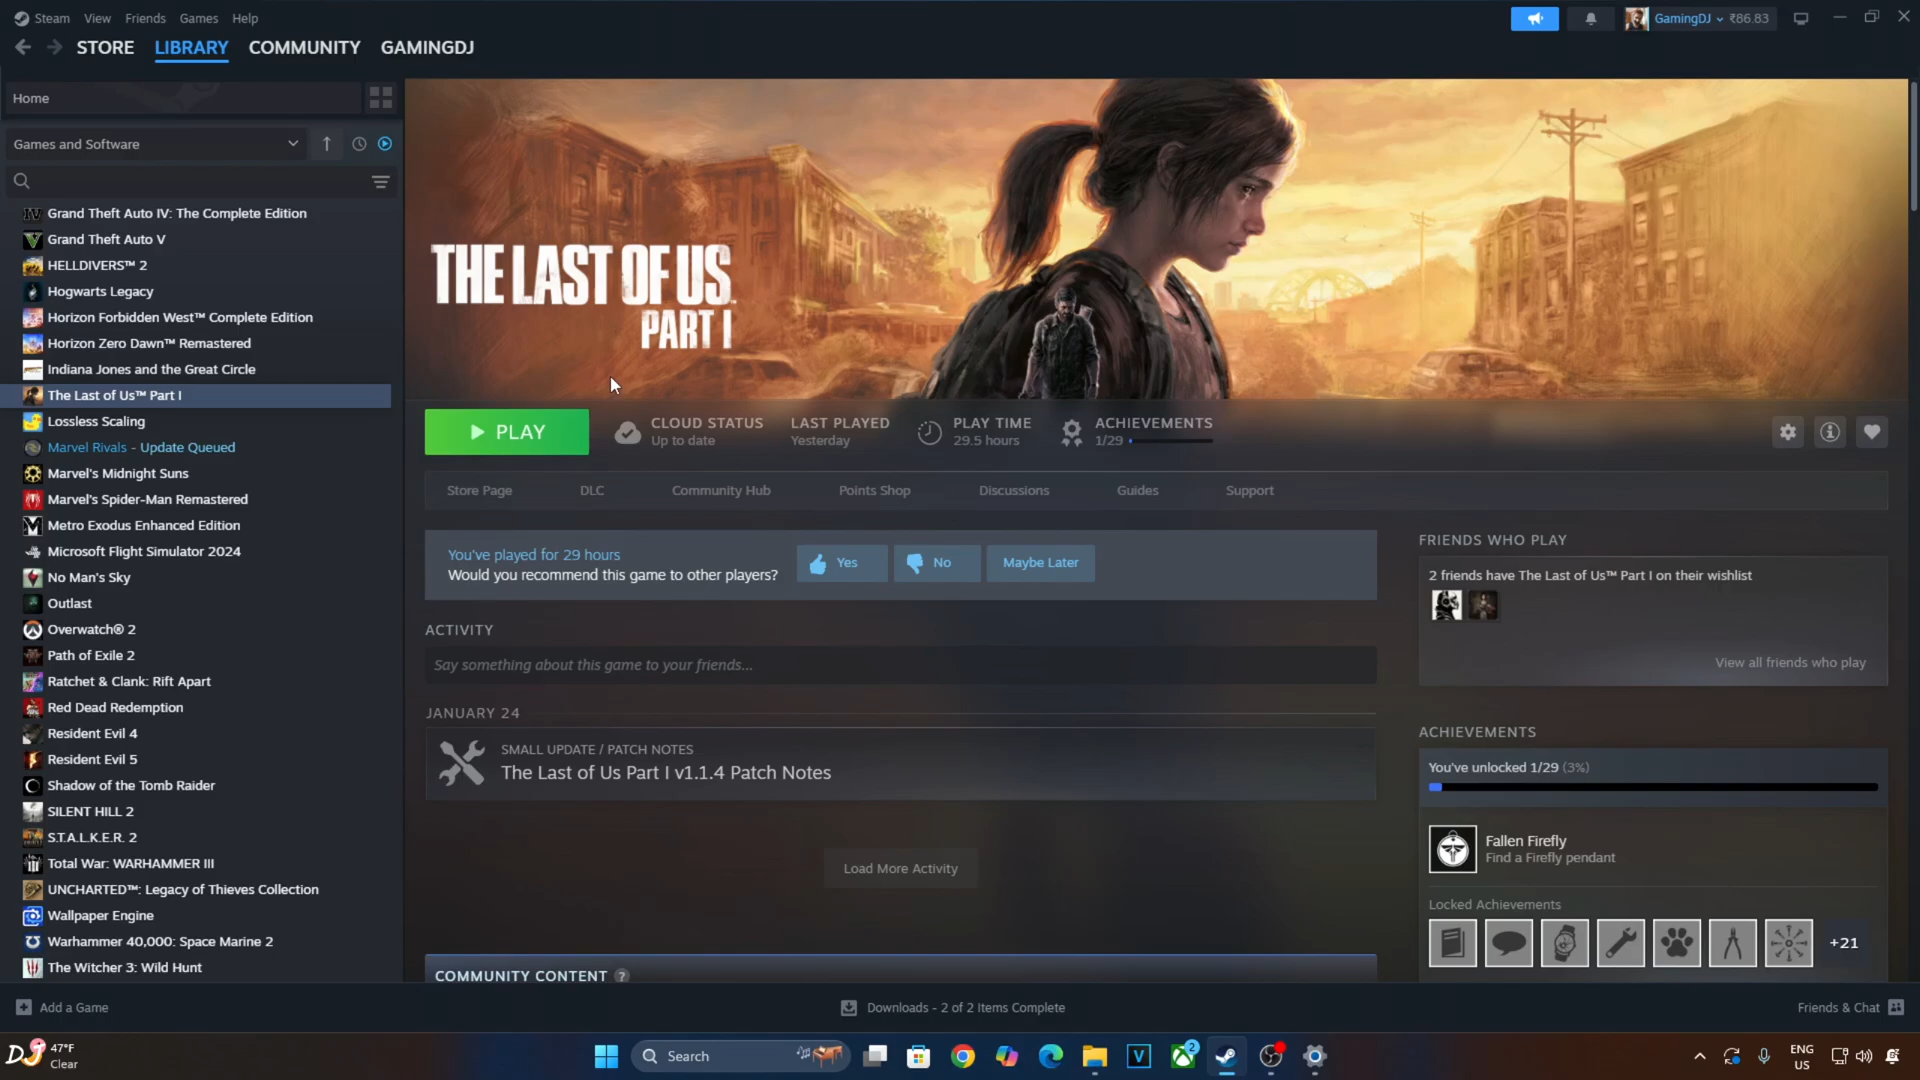 Steam View Friends Games Help
GamingDJ ₹86.83
STORE LIBRARY COMMUNITY GAMINGDJ
Home
Games and Software
Grand Theft Auto IV: The Complete Edition
Grand Theft Auto V
HELLDIVERS™ 2
Hogwarts Legacy
Horizon Forbidden West™ Complete Edition
Horizon Zero Dawn™ Remastered
Indiana Jones and the Great Circle
The Last of Us™ Part I
Lossless Scaling
Marvel Rivals - Update Queued
Marvel's Midnight Suns
Marvel's Spider-Man Remastered
Metro Exodus Enhanced Edition
Microsoft Flight Simulator 2024
No Man's Sky
Outlast
Overwatch® 2
Path of Exile 2
Ratchet & Clank: Rift Apart
Red Dead Redemption
Resident Evil 4
Resident Evil 5
Shadow of the Tomb Raider
SILENT HILL 2
S.T.A.L.K.E.R. 2
Total War: WARHAMMER III
UNCHARTED™: Legacy of Thieves Collection
Wallpaper Engine
Warhammer 40,000: Space Marine 2
The Witcher 3: Wild Hunt
THE LAST OF US
PART I
PLAY
CLOUD STATUS
Up to date
LAST PLAYED
Yesterday
PLAY TIME
29.5 hours
ACHIEVEMENTS
1/29
Store Page DLC Community Hub Points Shop Discussions Guides Support
You've played for 29 hours
Would you recommend this game to other players?
Yes No Maybe Later
ACTIVITY
Say something about this game to your friends...
JANUARY 24
SMALL UPDATE / PATCH NOTES
The Last of Us Part I v1.1.4 Patch Notes
Load More Activity
COMMUNITY CONTENT ?
FRIENDS WHO PLAY
2 friends have The Last of Us™ Part I on their wishlist
View all friends who play
ACHIEVEMENTS
You've unlocked 1/29 (3%)
Fallen Firefly
Find a Firefly pendant
Locked Achievements
+21
Add a Game
Downloads - 2 of 2 Items Complete
Friends & Chat
DJ
47°F
Clear
Search
V
2
ENG
US